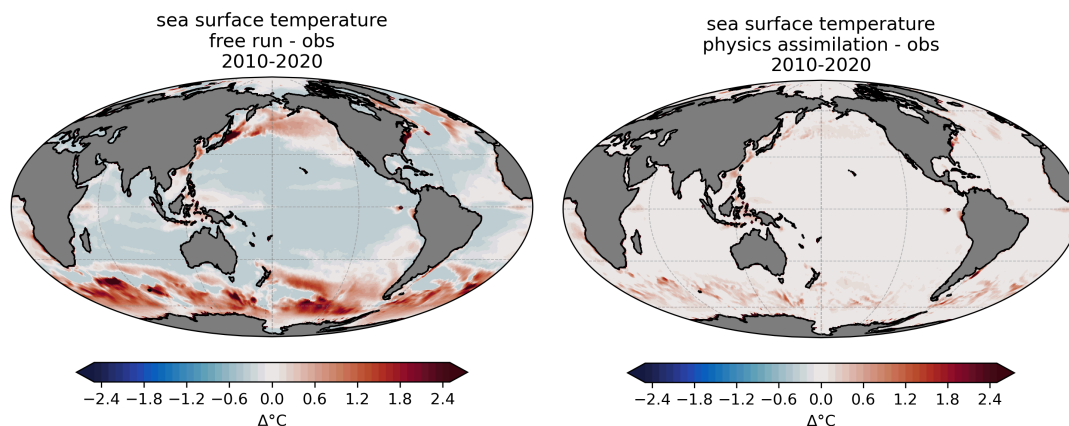 sea surface temperature
free run - obs
2010-2020
−2.4 −1.8 −1.2 −0.6 0.0 0.6 1.2 1.8 2.4
Δ°C
sea surface temperature
physics assimilation - obs
2010-2020
−2.4 −1.8 −1.2 −0.6 0.0 0.6 1.2 1.8 2.4
Δ°C